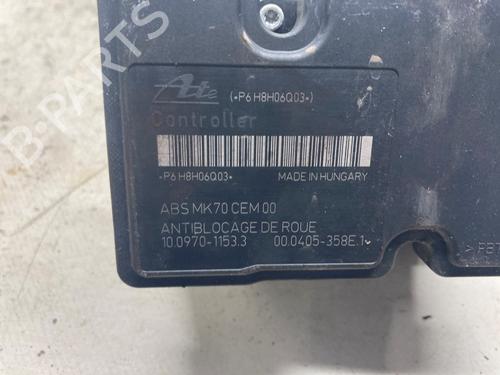 Ate (*P6 H8H06Q03*)
Controller
*P6 H8H06Q03* MADE IN HUNGARY
ABS MK70 CEM 00
ANTIBLOCAGE DE ROUE
10.0970-1153.3 00.0405-358E.1
B-PARTS